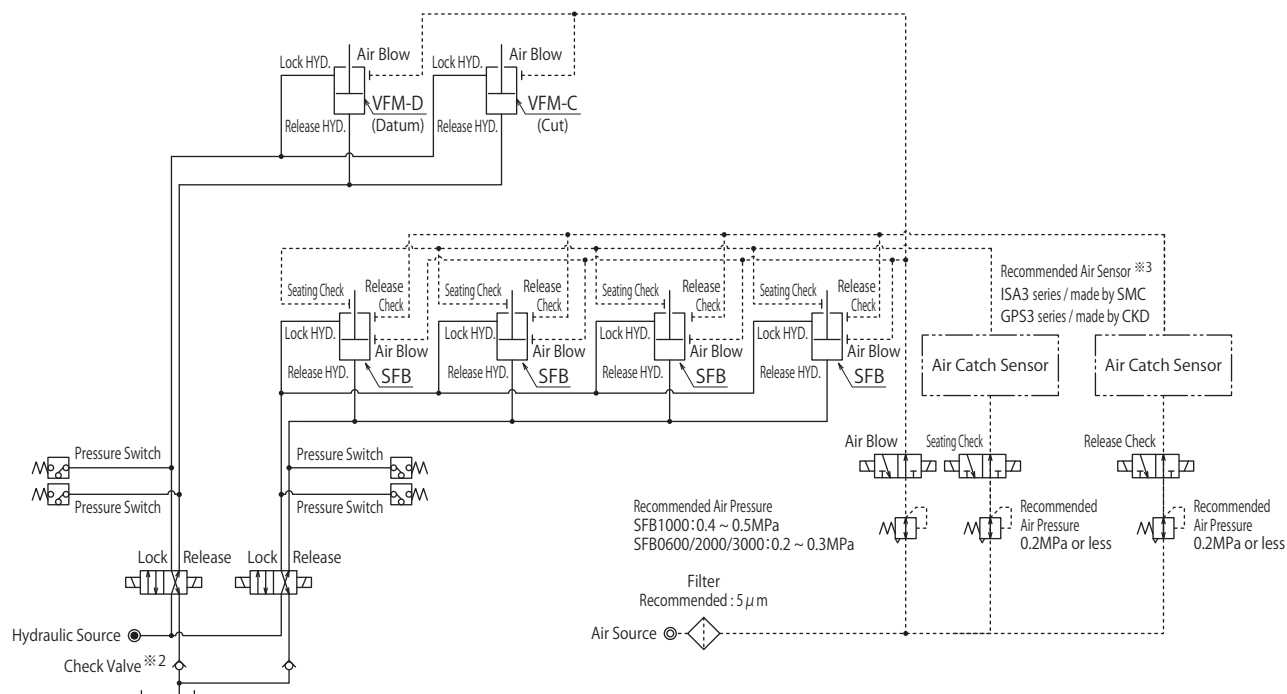 Air Blow
Air Blow
Lock HYD.
Lock HYD.
VFM-D
(Datum)
VFM-C
(Cut)
Release HYD.
Release HYD.
Recommended Air Sensor ※3
ISA3 series / made by SMC
GPS3 series / made by CKD
Seating Check
Release
Check
Seating Check
Release
Check
Seating Check
Release
Check
Seating Check
Release
Check
Lock HYD.
Air Blow
Lock HYD.
Air Blow
Lock HYD.
Air Blow
Lock HYD.
Air Blow
Release HYD.
SFB
Release HYD.
SFB
Release HYD.
SFB
Release HYD.
SFB
Air Catch Sensor
Air Catch Sensor
Air Blow
Seating Check
Release Check
Pressure Switch
Pressure Switch
Pressure Switch
Pressure Switch
Recommended Air Pressure
SFB1000:0.4 ~ 0.5MPa
SFB0600/2000/3000:0.2 ~ 0.3MPa
Recommended
Air Pressure
0.2MPa or less
Recommended
Air Pressure
0.2MPa or less
Lock Release
Lock Release
Filter
Recommended : 5 μm
Hydraulic Source
Air Source
Check Valve ※2